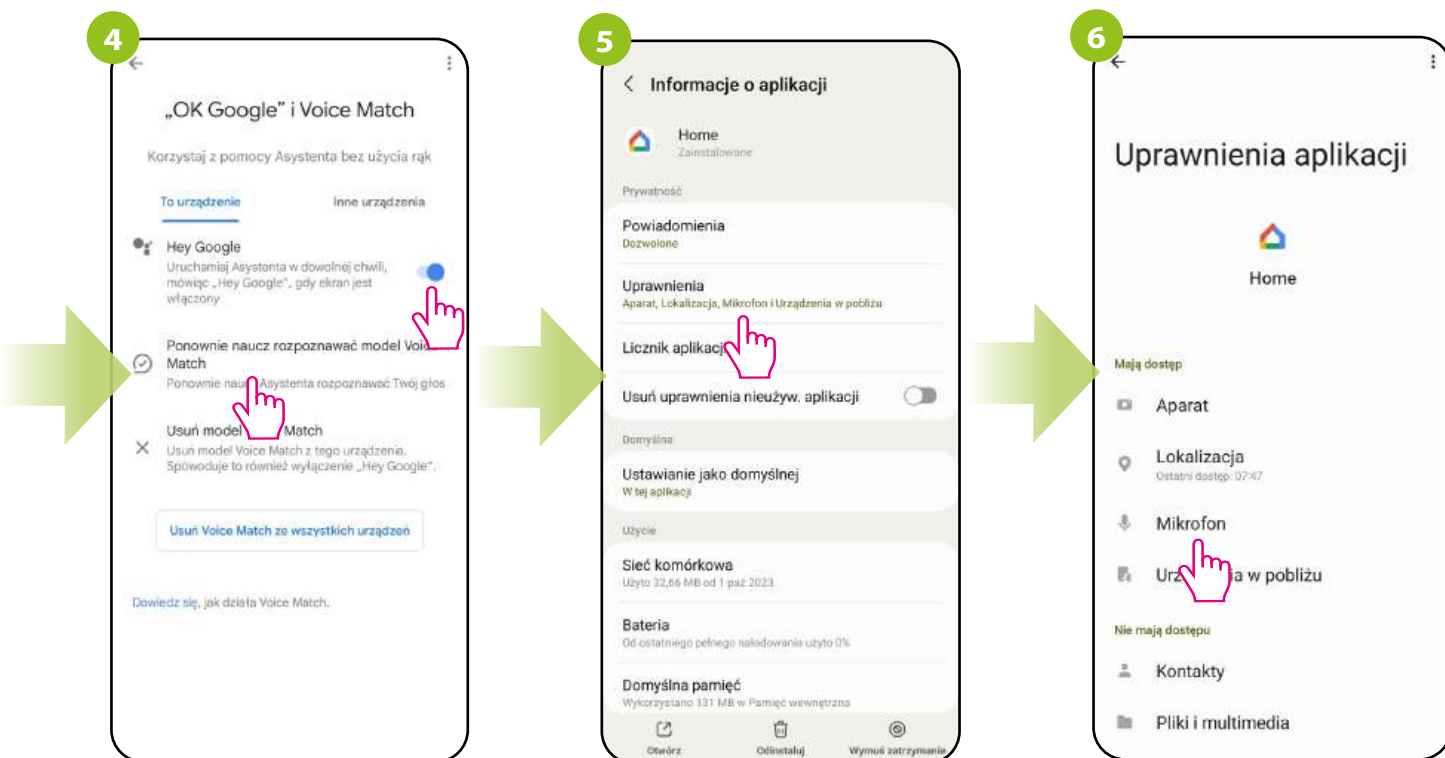 4
„OK Google” i Voice Match
Korzystaj z pomocy Asystenta bez użycia rąk
To urządzenie
Inne urządzenia
Hey Google
Uruchamiaj Asystenta w dowolnej chwili,
mówiąc „Hey Google”, gdy ekran jest
włączony
Ponownie naucz rozpoznawać model Voice
Match
Ponownie naucz Asystenta rozpoznawać Twój głos
Usuń model Match
Usuń model Voice Match z tego urządzenia.
Spowoduje to również wyłączenie „Hey Google”.
Usuń Voice Match ze wszystkich urządzeń
Dowiedz się, jak działa Voice Match.
5
Informacje o aplikacji
Home
Zainstalowane
Prywatność
Powiadomienia
Dozwolone
Uprawnienia
Aparat, Lokalizacja, Mikrofon i Urządzenia w pobliżu
Licznik aplikacji
Usuń uprawnienia nieużyw. aplikacji
Domyślne
Ustawianie jako domyślnej
W tej aplikacji
Użycie
Sieć komórkowa
Użyto 32,66 MB od 1 paź 2023
Bateria
Od ostatniego pełnego naładowania użyto 0%
Domyślna pamięć
Wykorzystano 331 MB w Pamięć wewnętrzna
Otwórz
Odinstaluj
Wymuś zatrzymanie
6
Uprawnienia aplikacji
Home
Mają dostęp
Aparat
Lokalizacja
Ostatni dostęp: 07:47
Mikrofon
w pobliżu
Nie mają dostępu
Kontakty
Pliki i multimedia